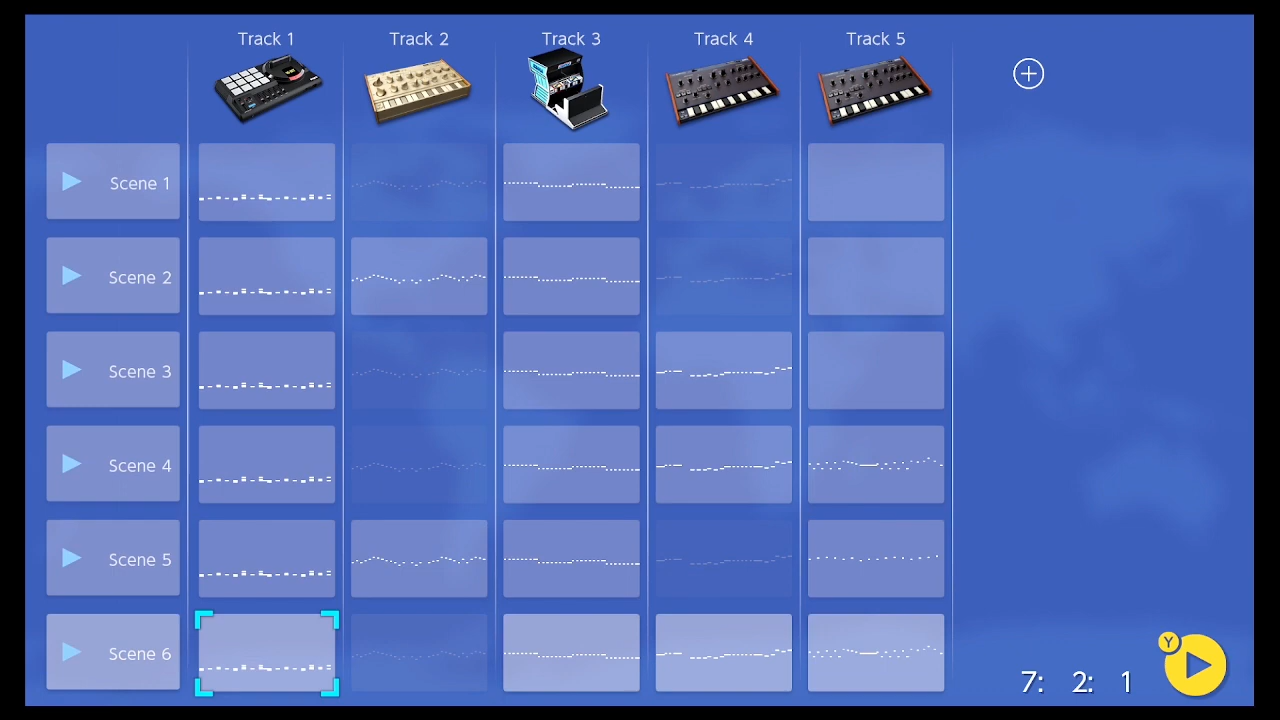 Track 1 Track 2 Track 3 Track 4 Track 5
Scene 1
Scene 2
Scene 3
Scene 4
Scene 5
Scene 6
Y
7: 2: 1